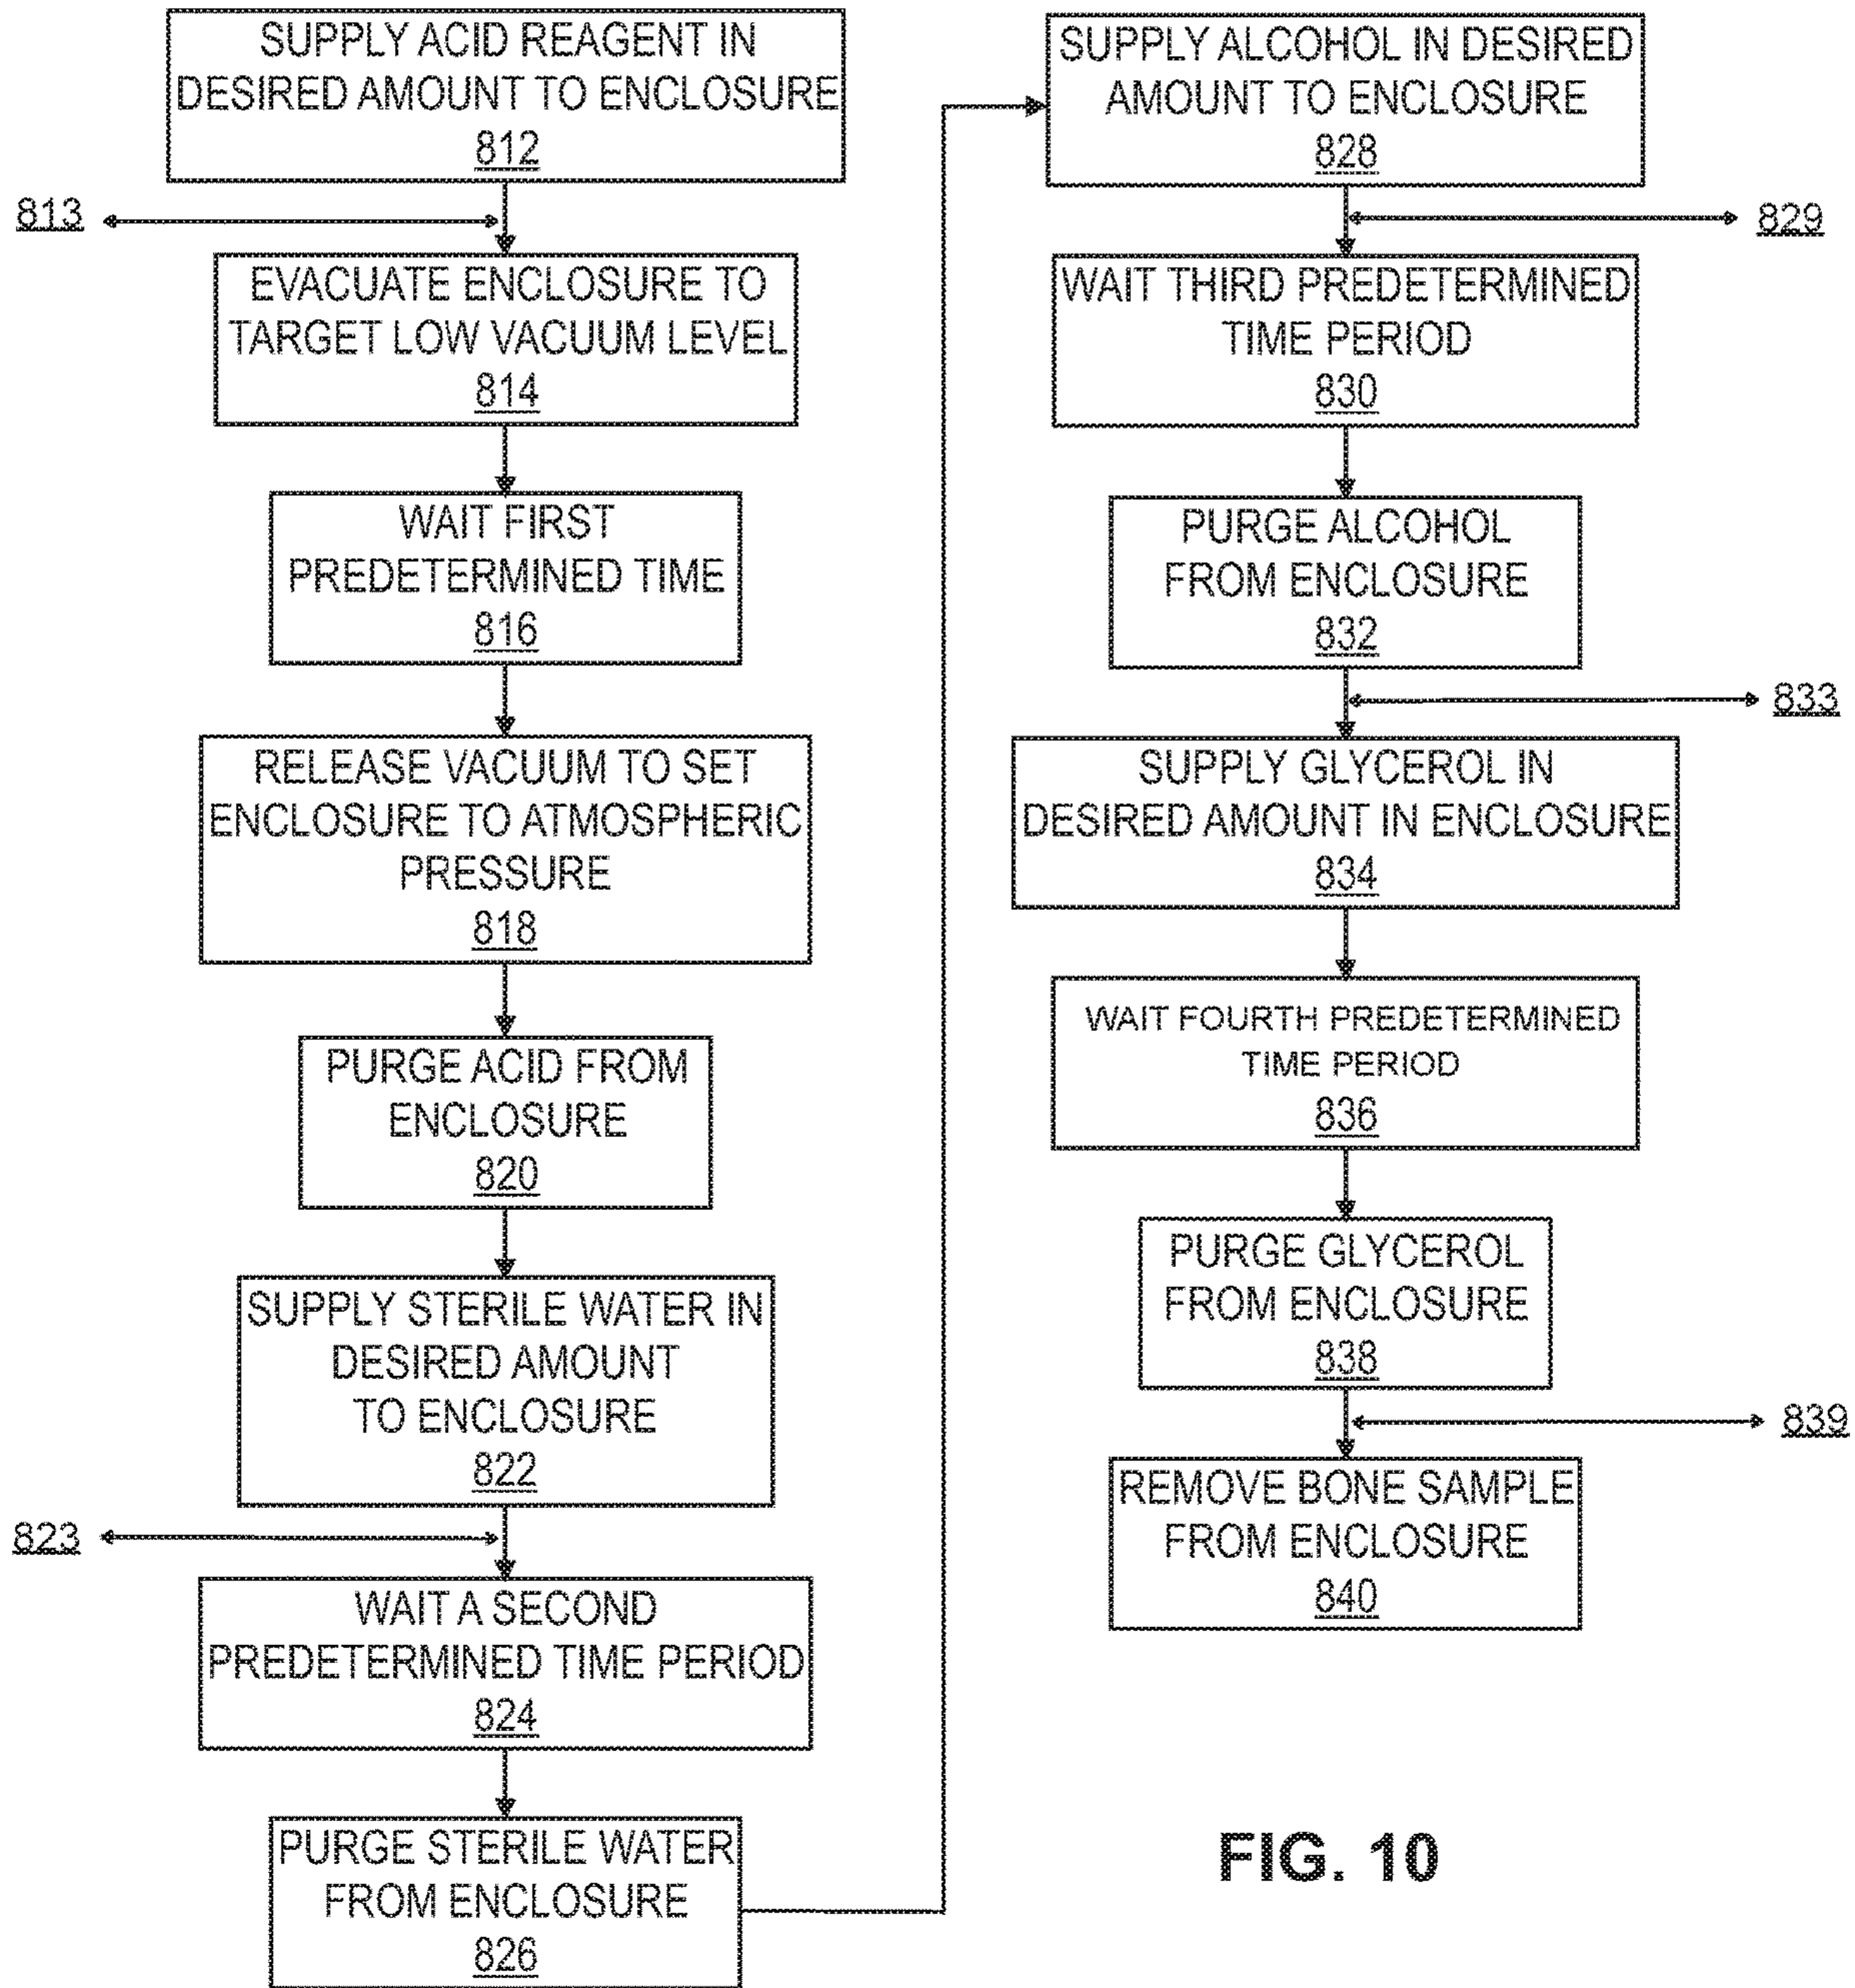 SUPPLY ACID REAGENT IN
DESIRED AMOUNT TO ENCLOSURE
812
813
EVACUATE ENCLOSURE TO
TARGET LOW VACUUM LEVEL
814
WAIT FIRST
PREDETERMINED TIME
816
RELEASE VACUUM TO SET
ENCLOSURE TO ATMOSPHERIC
PRESSURE
818
PURGE ACID FROM
ENCLOSURE
820
SUPPLY STERILE WATER IN
DESIRED AMOUNT
TO ENCLOSURE
822
823
WAIT A SECOND
PREDETERMINED TIME PERIOD
824
PURGE STERILE WATER
FROM ENCLOSURE
826
SUPPLY ALCOHOL IN DESIRED
AMOUNT TO ENCLOSURE
828
829
WAIT THIRD PREDETERMINED
TIME PERIOD
830
PURGE ALCOHOL
FROM ENCLOSURE
832
833
SUPPLY GLYCEROL IN
DESIRED AMOUNT IN ENCLOSURE
834
WAIT FOURTH PREDETERMINED
TIME PERIOD
836
PURGE GLYCEROL
FROM ENCLOSURE
838
839
REMOVE BONE SAMPLE
FROM ENCLOSURE
840
FIG. 10